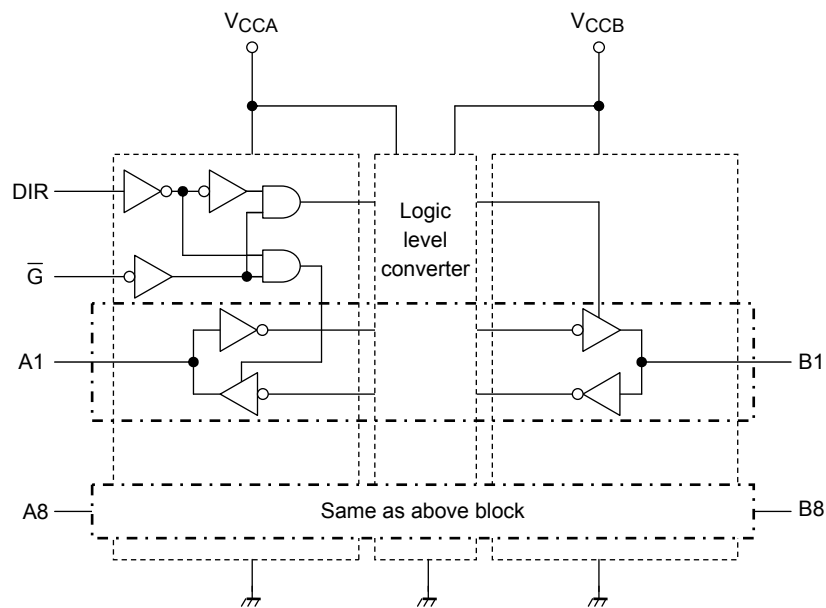 VCCA
VCCB
DIR
G̅
Logic
level
converter
A1
B1
A8
Same as above block
B8